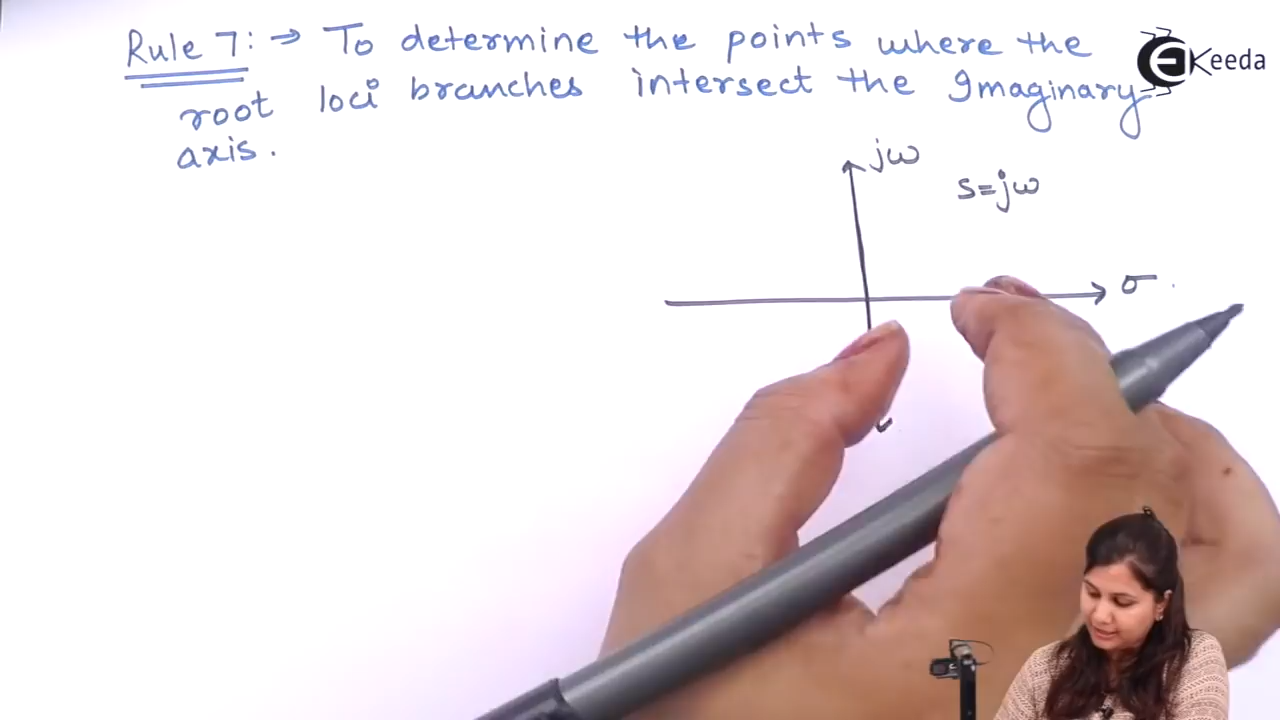 Rule 7: → To determine the points where the
root loci branches intersect the Imaginary
axis.
jω
s=jω
σ
EKeeda